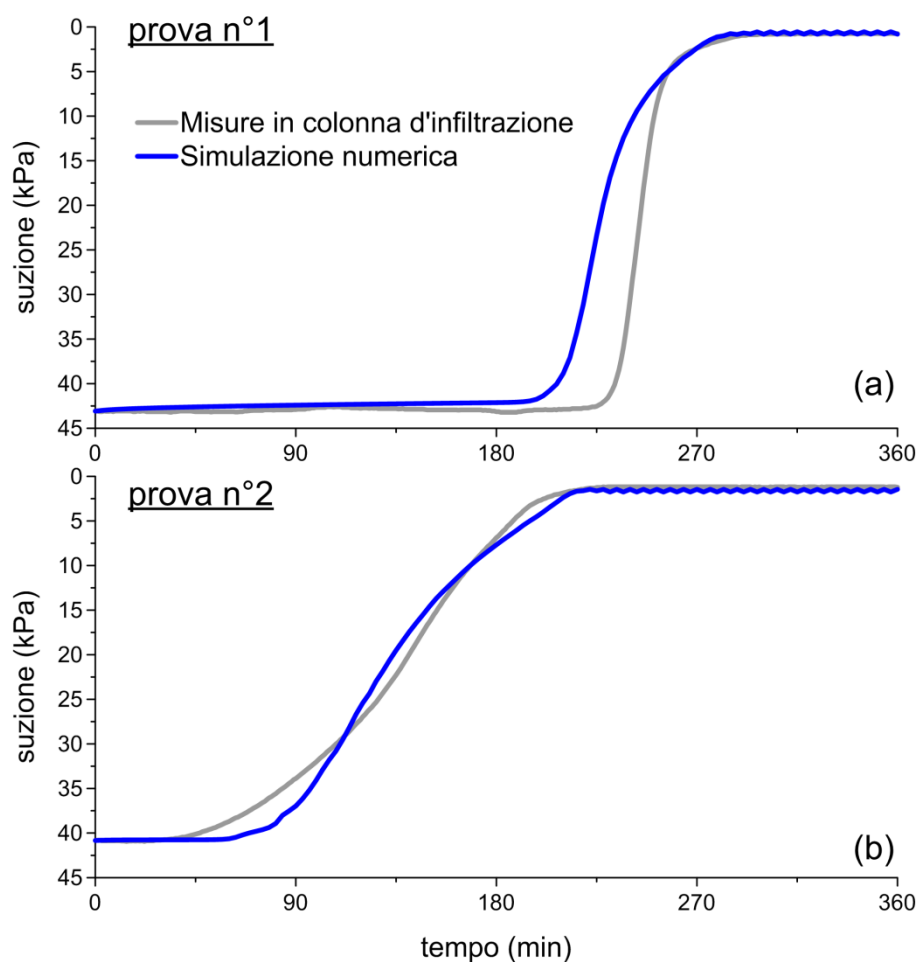 prova n°1
Misure in colonna d'infiltrazione
Simulazione numerica
suzione (kPa)
0
5
10
15
20
25
30
35
40
45
(a)
0 90 180 270 360
prova n°2
suzione (kPa)
0
5
10
15
20
25
30
35
40
45
(b)
0 90 180 270 360
tempo (min)